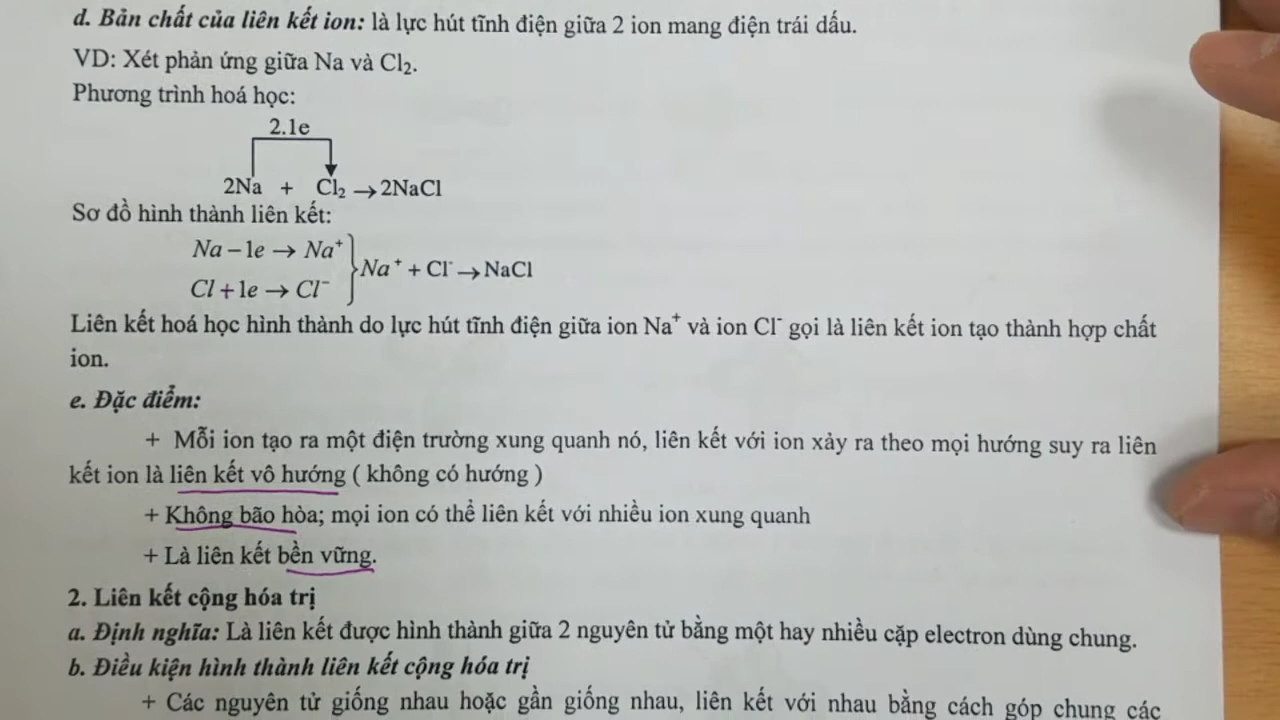 d. Bản chất của liên kết ion: là lực hút tĩnh điện giữa 2 ion mang điện trái dấu.
VD: Xét phản ứng giữa Na và Cl₂.
Phương trình hoá học:
2.1e
2Na + Cl₂ → 2NaCl
Sơ đồ hình thành liên kết:
Na – 1e → Na⁺
Cl + 1e → Cl⁻
Na⁺ + Cl⁻ → NaCl
Liên kết hoá học hình thành do lực hút tĩnh điện giữa ion Na⁺ và ion Cl⁻ gọi là liên kết ion tạo thành hợp chất
ion.
e. Đặc điểm:
+ Mỗi ion tạo ra một điện trường xung quanh nó, liên kết với ion xảy ra theo mọi hướng suy ra liên
kết ion là liên kết vô hướng ( không có hướng )
+ Không bão hòa; mọi ion có thể liên kết với nhiều ion xung quanh
+ Là liên kết bền vững.
2. Liên kết cộng hóa trị
a. Định nghĩa: Là liên kết được hình thành giữa 2 nguyên tử bằng một hay nhiều cặp electron dùng chung.
b. Điều kiện hình thành liên kết cộng hóa trị
+ Các nguyên tử giống nhau hoặc gần giống nhau, liên kết với nhau bằng cách góp chung các